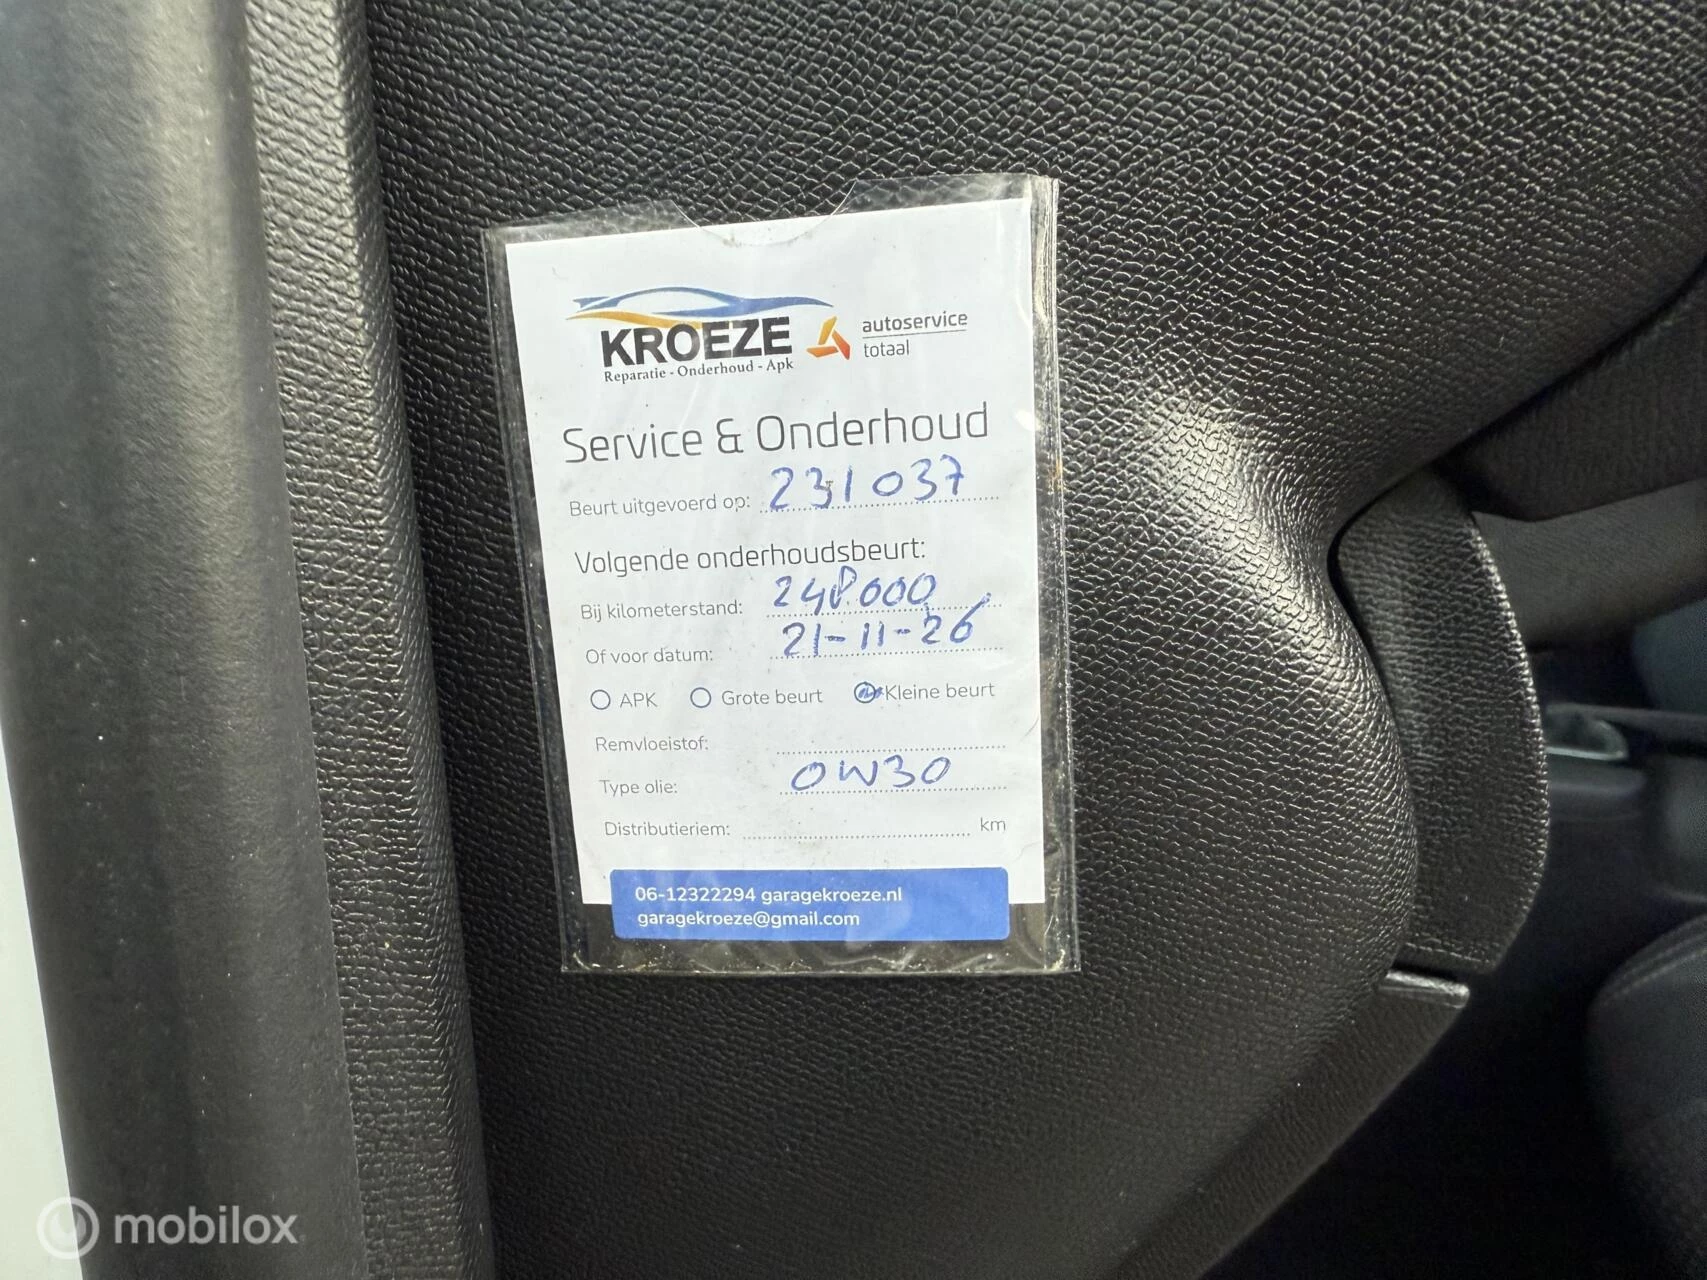 KROEZE
Reparatie - Onderhoud - Apk
autoservice
totaal
Service & Onderhoud
Beurt uitgevoerd op: 231037
Volgende onderhoudsbeurt:
Bij kilometerstand: 248000
Of voor datum: 21-11-26
APK Grote beurt Kleine beurt
Remvloeistof:
Type olie: 0W30
Distributieriem: km
06-12322294 garagekroeze.nl
garagekroeze@gmail.com
mobilox